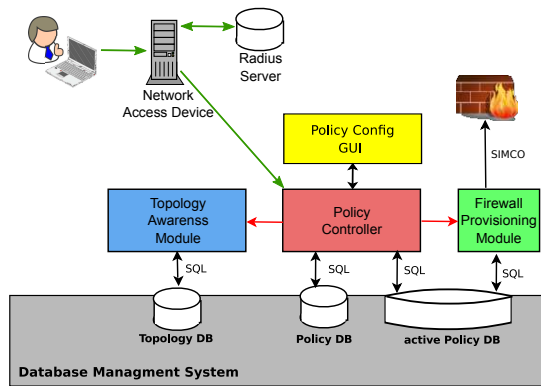 Radius
Server
Network
Access Device
Policy Config
GUI
SIMCO
Topology
Awarenss
Module
Policy
Controller
Firewall
Provisioning
Module
SQL
SQL
SQL
SQL
Topology DB
Policy DB
active Policy DB
Database Managment System